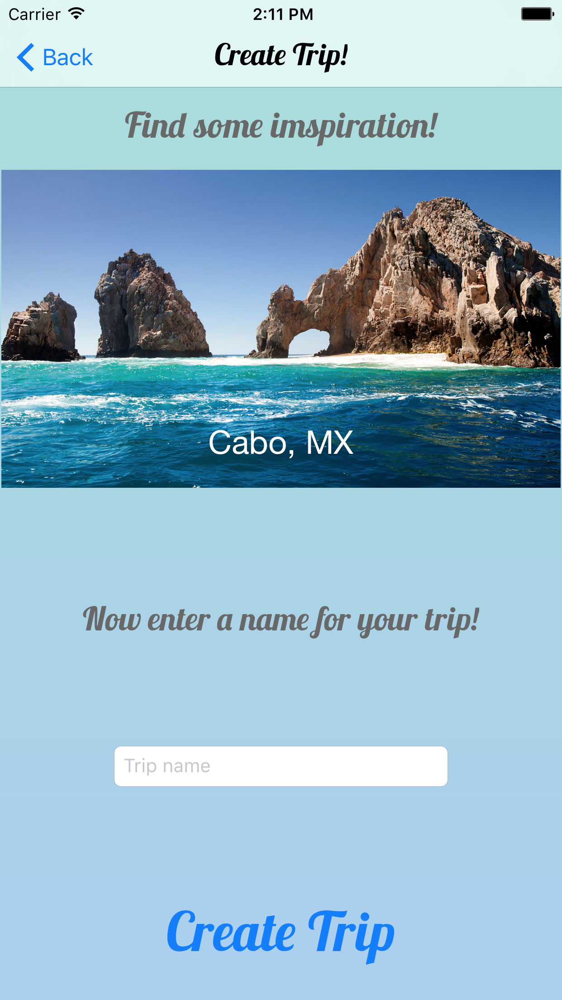 Carrier 2:11 PM
Back Create Trip!
Find some imspiration!
Cabo, MX
Now enter a name for your trip!
Trip name
Create Trip